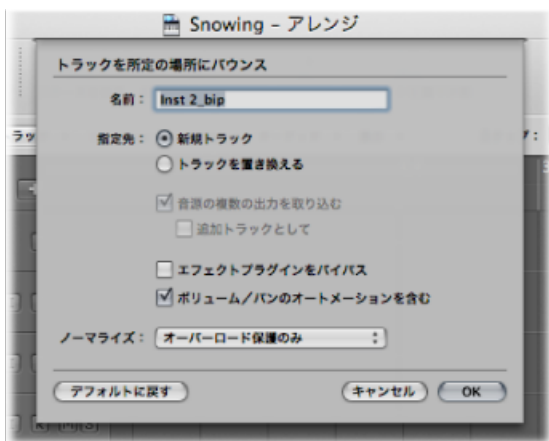 Snowing – アレンジ
トラックを所定の場所にバウンス
名前： Inst 2_bip
指定先： 新規トラック
トラックを置き換える
音源の複数の出力を取り込む
追加トラックとして
エフェクトプラグインをバイパス
ボリューム／パンのオートメーションを含む
ノーマライズ： オーバーロード保護のみ
デフォルトに戻す キャンセル OK